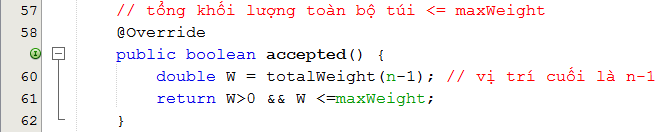 57 // tổng khối lượng toàn bộ túi <= maxWeight
58 @Override
public boolean accepted() {
60 double W = totalWeight(n-1); // vị trí cuối là n-1
61 return W>0 && W <=maxWeight;
62 }